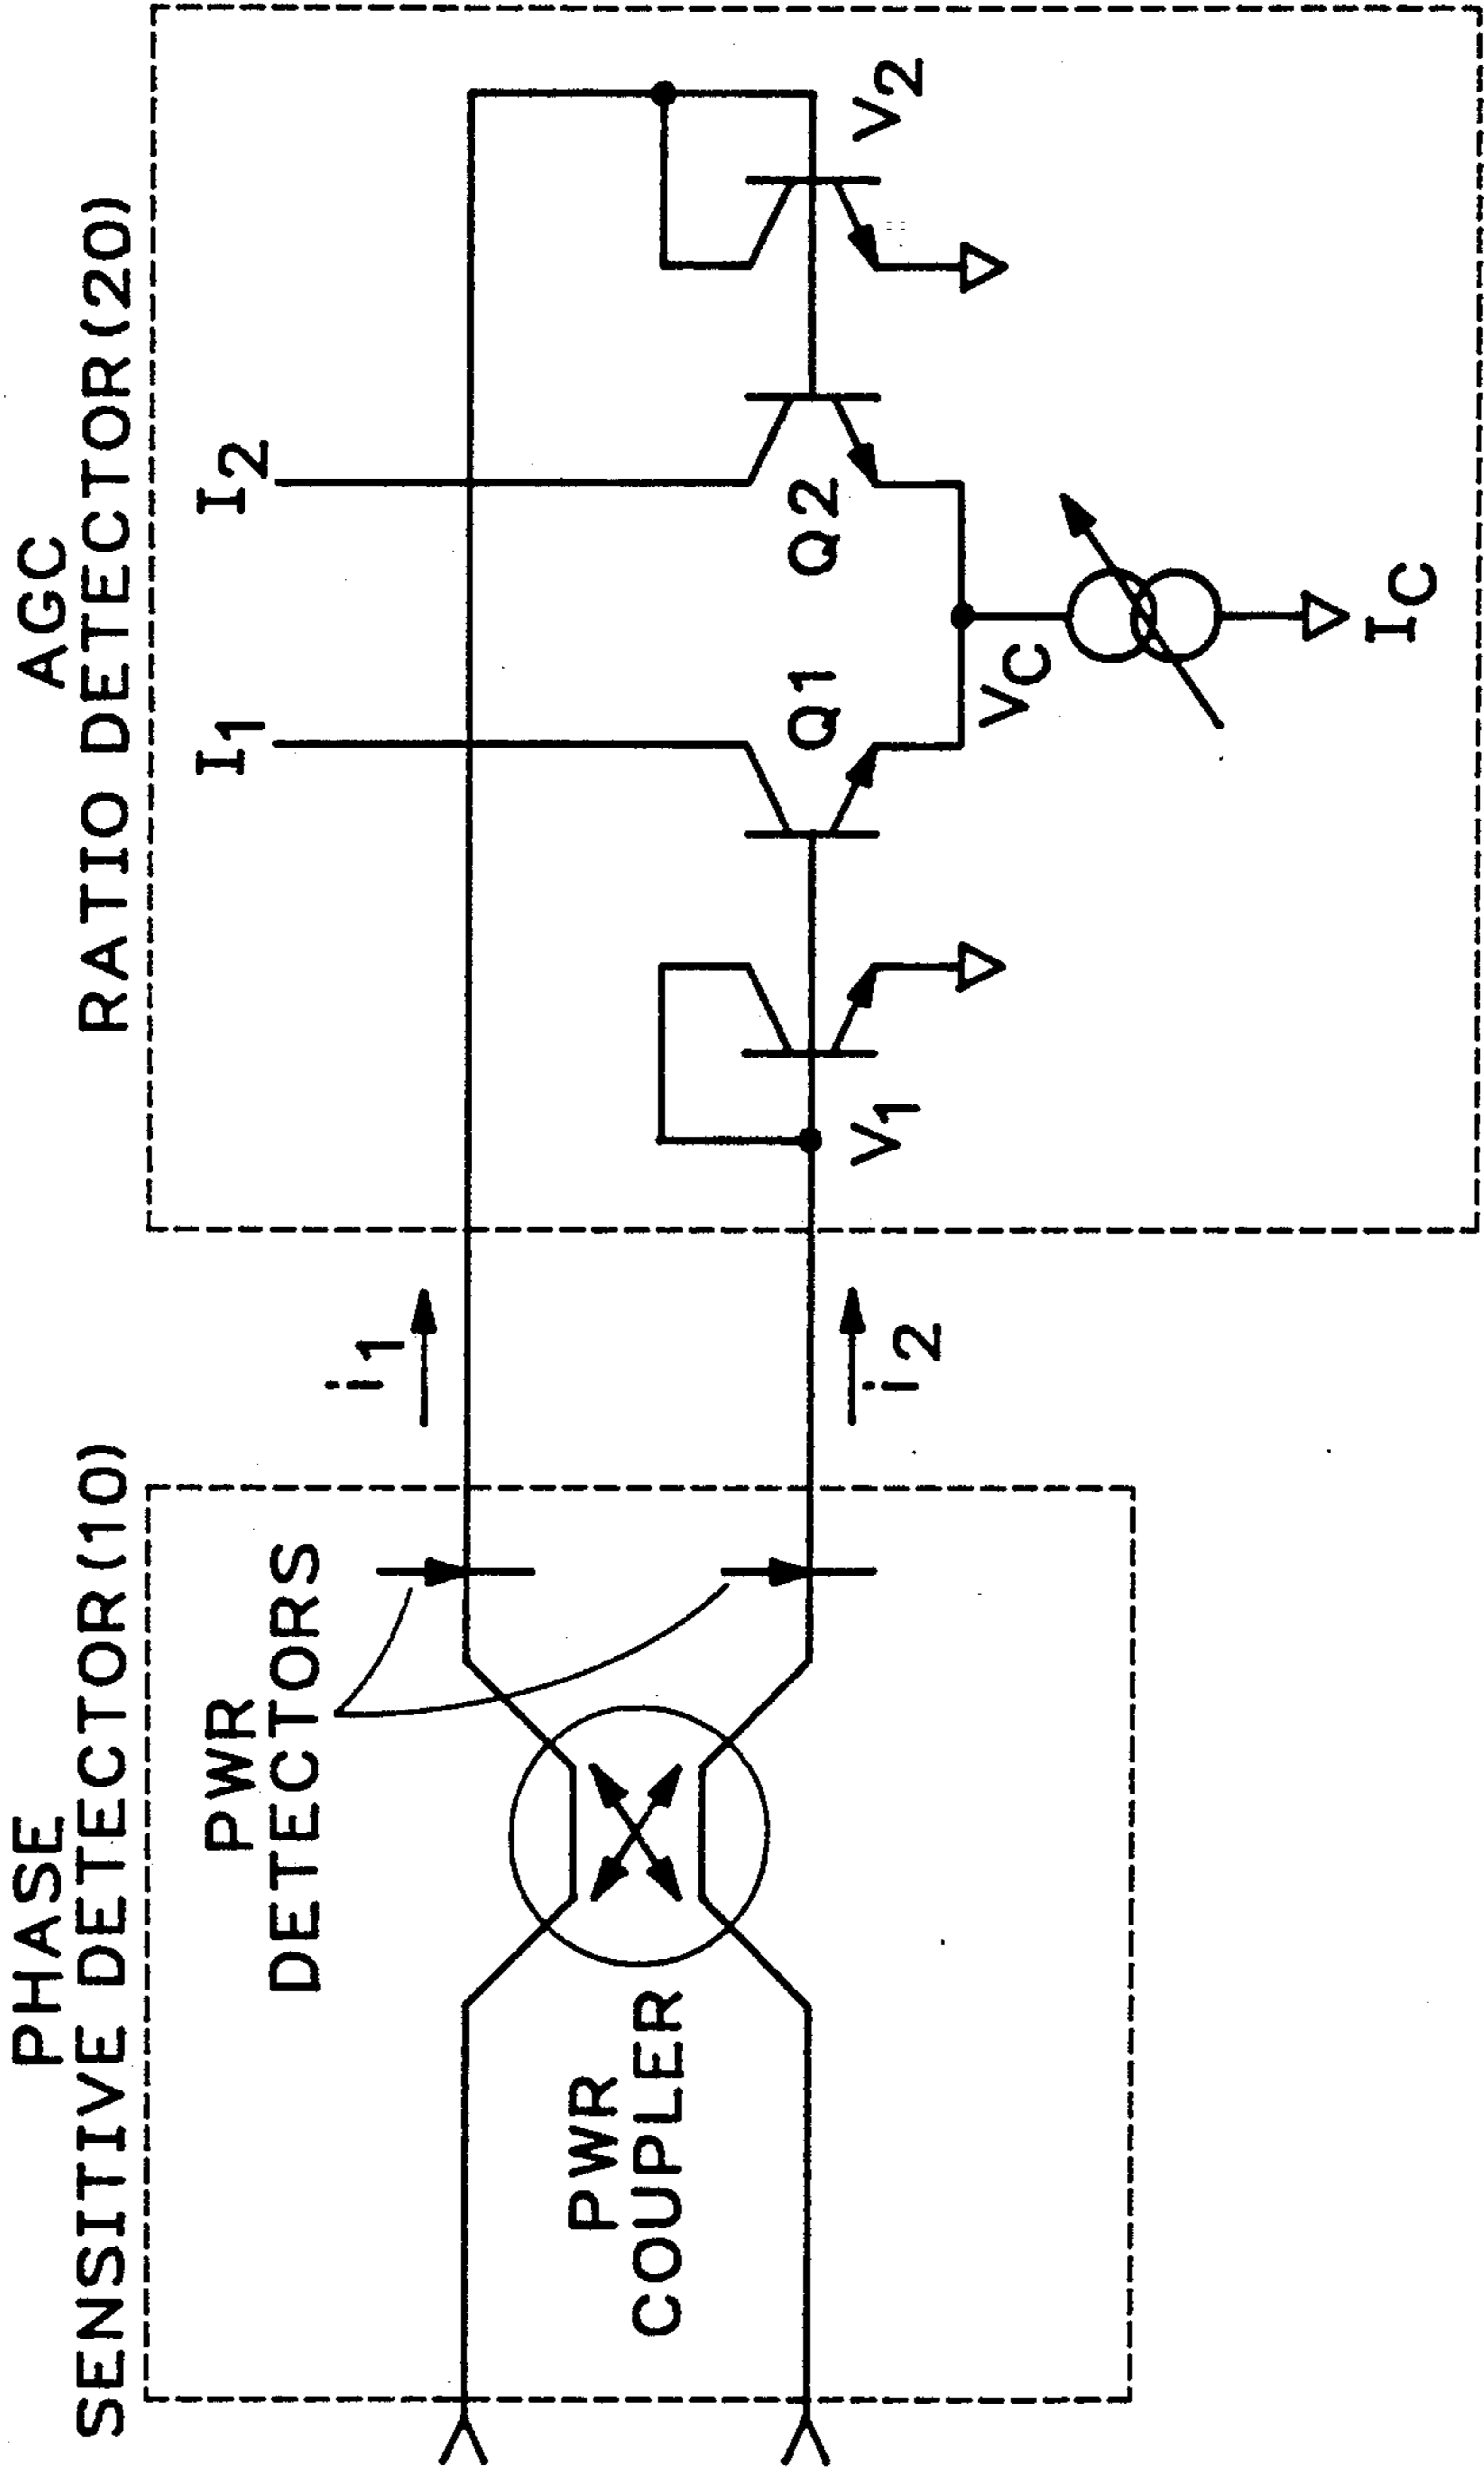 PHASE
SENSITIVE DETECTOR(10)
PWR
DETECTORS
PWR
COUPLER
i1
i2
AGC
RATIO DETECTOR(20)
I1
I2
V1
Q1
Q2
V2
VC
IC